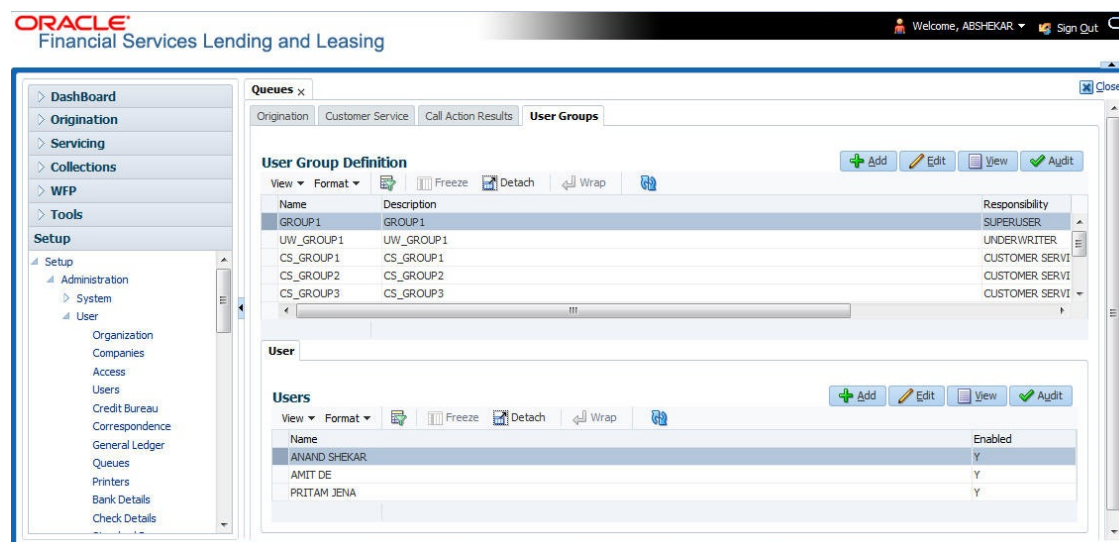 ORACLE
Financial Services Lending and Leasing
Welcome, ABSHEKAR
Sign Out
DashBoard
Origination
Servicing
Collections
WFP
Tools
Setup
Setup
Administration
System
User
Organization
Companies
Access
Users
Credit Bureau
Correspondence
General Ledger
Queues
Printers
Bank Details
Check Details
Queues x
Close
Origination Customer Service Call Action Results User Groups
User Group Definition
Add Edit View Audit
View Format Freeze Detach Wrap
Name Description Responsibility
GROUP1 GROUP1 SUPERUSER
UW_GROUP1 UW_GROUP1 UNDERWRITER
CS_GROUP1 CS_GROUP1 CUSTOMER SERVI
CS_GROUP2 CS_GROUP2 CUSTOMER SERVI
CS_GROUP3 CS_GROUP3 CUSTOMER SERVI
User
Users
Add Edit View Audit
View Format Freeze Detach Wrap
Name Enabled
ANAND SHEKAR Y
AMIT DE Y
PRITAM JENA Y